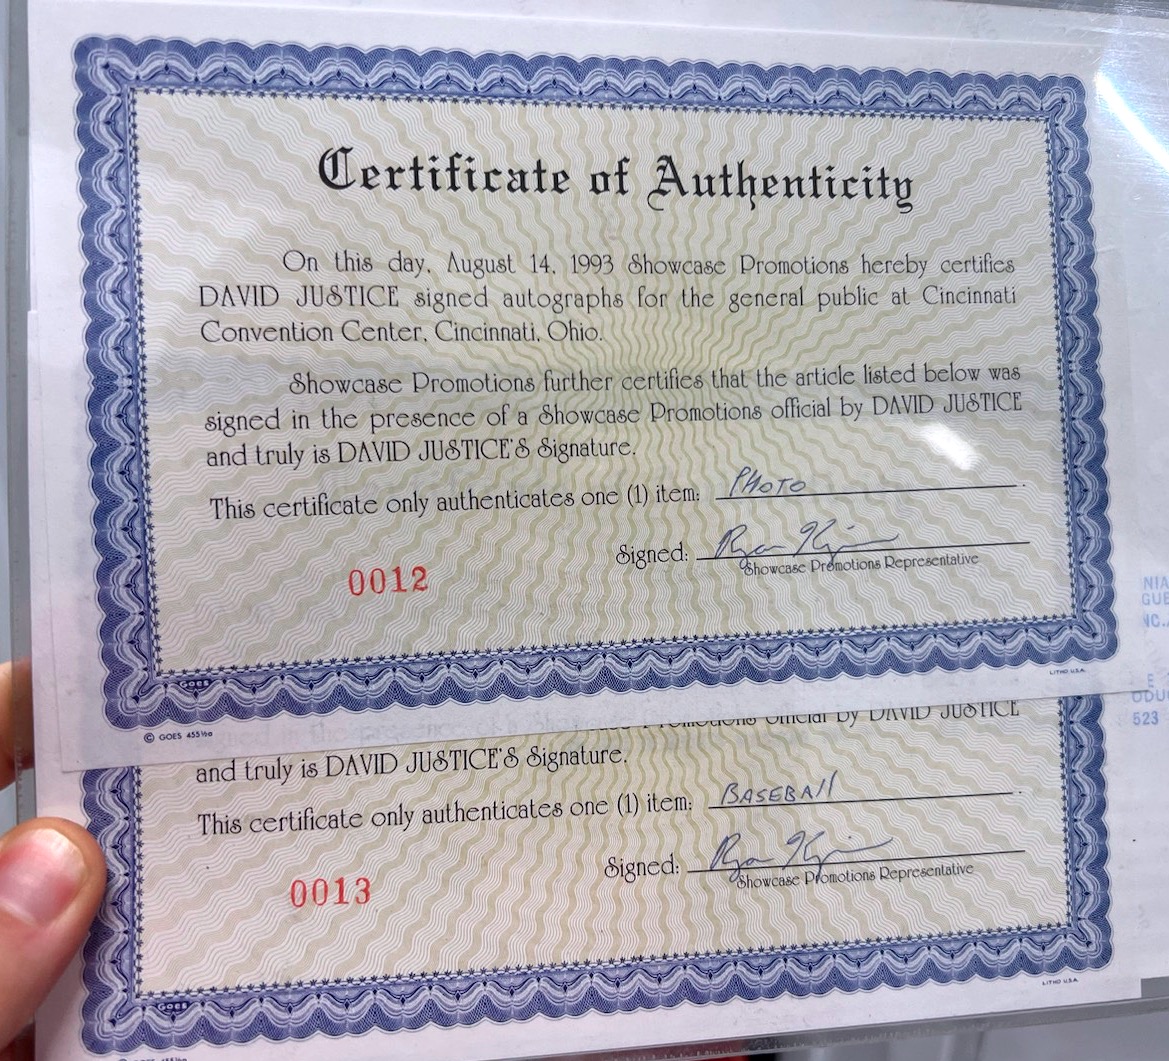 Certificate of Authenticity
On this day, August 14, 1993 Showcase Promotions hereby certifies
DAVID JUSTICE signed autographs for the general public at Cincinnati
Convention Center, Cincinnati, Ohio.
Showcase Promotions further certifies that the article listed below was
signed in the presence of a Showcase Promotions official by DAVID JUSTICE
and truly is DAVID JUSTICE'S Signature.
This certificate only authenticates one (1) item: PHOTO
Signed:
Showcase Promotions Representative
0012
GOES
LITHO U.S.A.
© GOES 455½a
Promotions official by DAVID JUSTICE
and truly is DAVID JUSTICE'S Signature.
This certificate only authenticates one (1) item: BASEBALL
Signed:
Showcase Promotions Representative
0013
GOES
LITHO U.S.A.
NIA
GUE
NC.
E
523